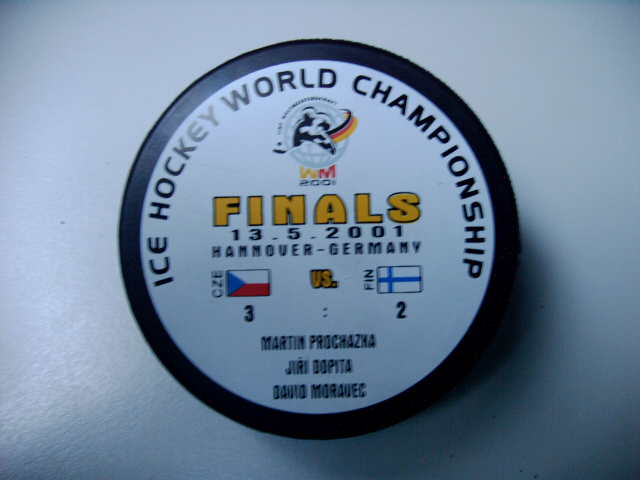 ICE HOCKEY WORLD CHAMPIONSHIP
WM
2001
FINALS
13.5.2001
HANNOVER-GERMANY
CZE VS. FIN
3 : 2
MARTIN PROCHAZKA
JIŘI DOPITA
DAVID MORAVEC